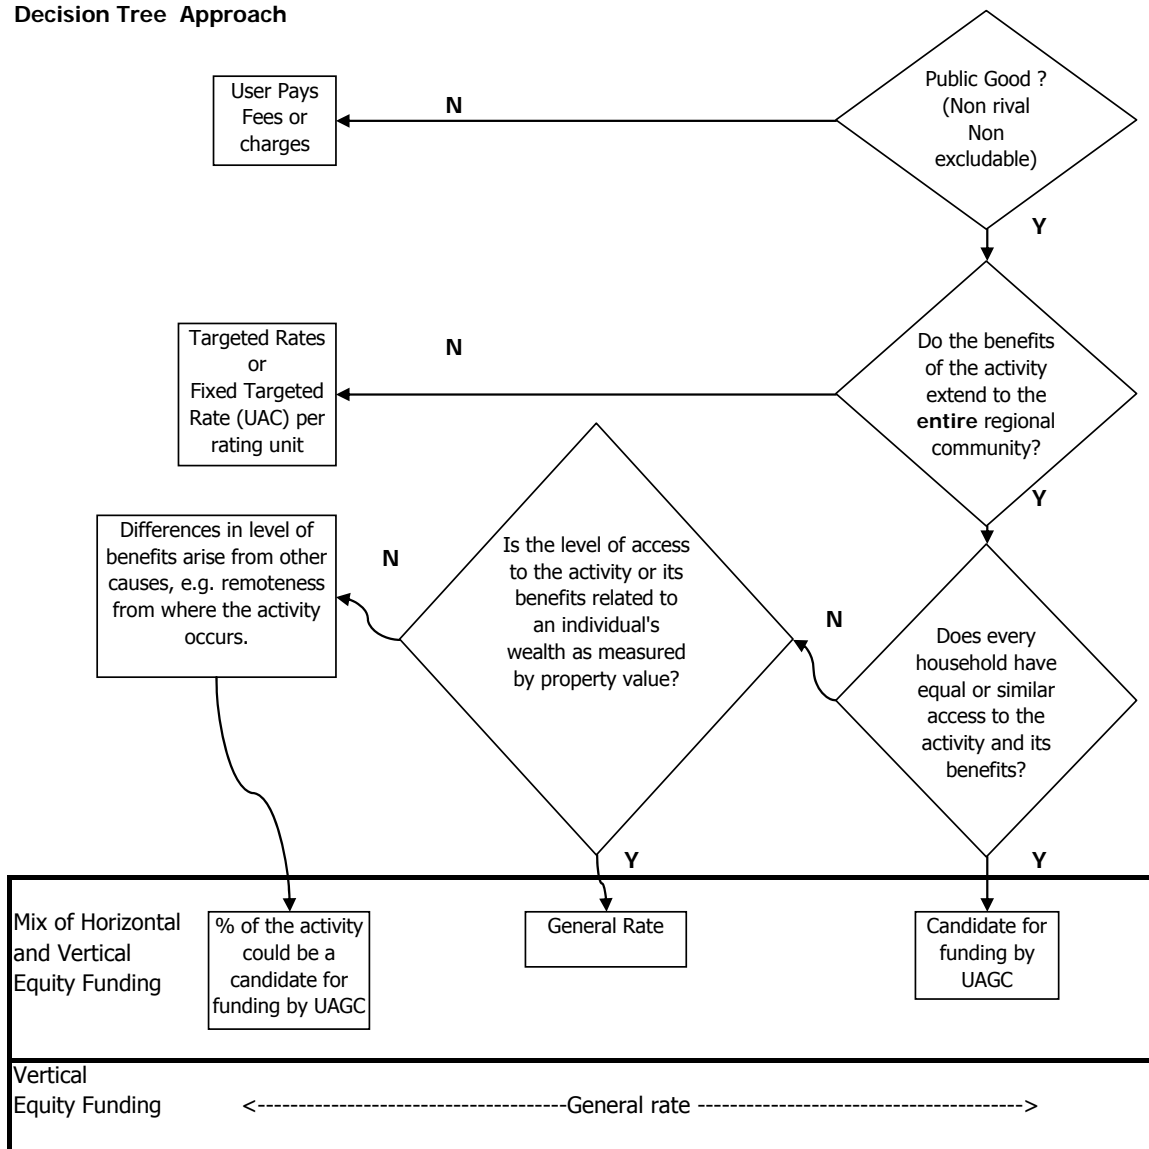 Decision Tree  Approach
Public Good ?
(Non rival
Non
excludable)
User Pays
Fees or
charges
N
Y
Do the benefits
of the activity
extend to the
entire regional
community?
Targeted Rates
or
Fixed Targeted
Rate (UAC) per
rating unit
N
Y
Does every
household have
equal or similar
access to the
activity and its
benefits?
N
Is the level of access
to the activity or its
benefits related to
an individual's
wealth as measured
by property value?
N
Differences in level of
benefits arise from other
causes, e.g. remoteness
from where the activity
occurs.
Y
Y
Mix of Horizontal
and Vertical
Equity Funding
% of the activity
could be a
candidate for
funding by UAGC
General Rate
Candidate for
funding by
UAGC
Vertical
Equity Funding
<---------------------------------------General rate ----------------------------------------->